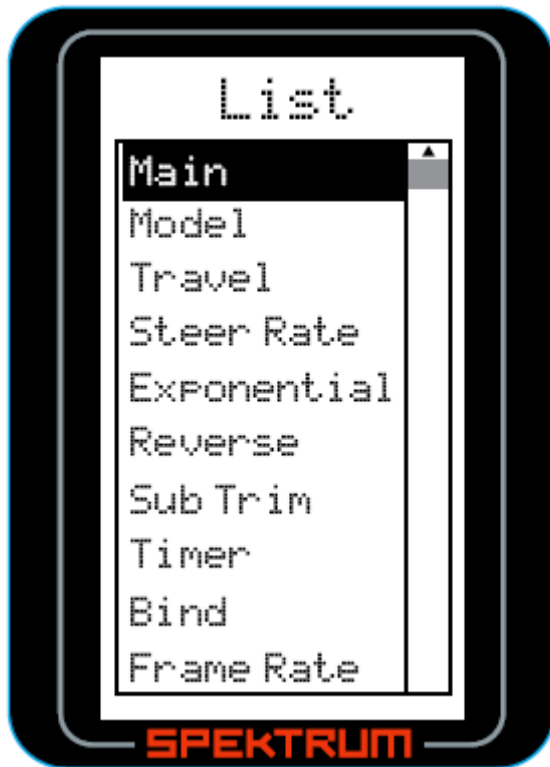 List
Main
Model
Travel
Steer Rate
Exponential
Reverse
Sub Trim
Timer
Bind
Frame Rate
SPEKTRUM